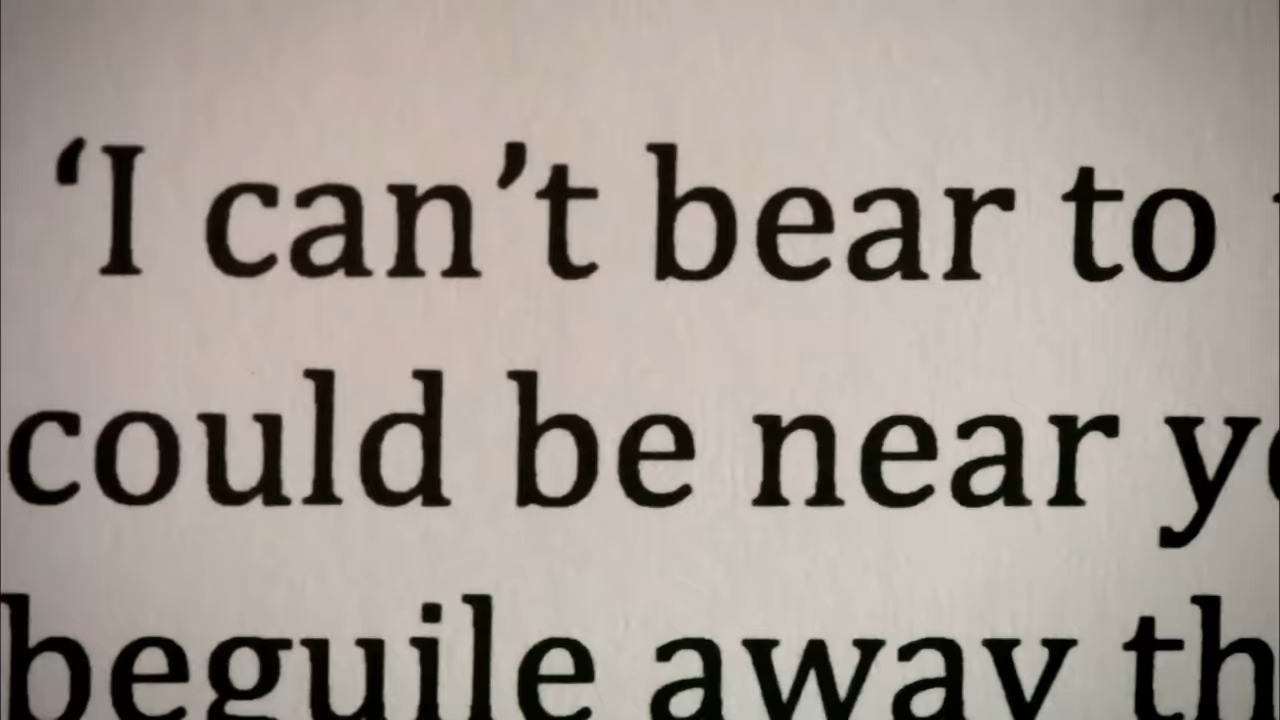 ‘I can’t bear to
could be near
beguile away